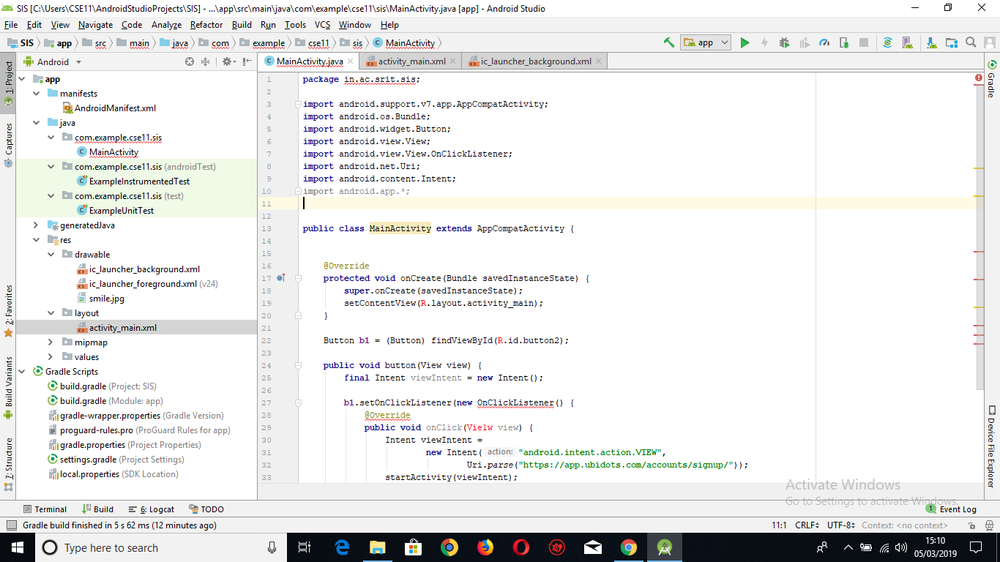 SIS [C:\Users\CSE11\AndroidStudioProjects\SIS] - ...\app\src\main\java\com\example\cse11\sis\MainActivity.java [app] - Android Studio
File Edit View Navigate Code Analyze Refactor Build Run Tools VCS Window Help
SIS app src main java com example cse11 sis MainActivity app
1: Project
Captures
2: Favorites
Build Variants
7: Structure
Android
app
manifests
AndroidManifest.xml
java
com.example.cse11.sis
MainActivity
com.example.cse11.sis (androidTest)
ExampleInstrumentedTest
com.example.cse11.sis (test)
ExampleUnitTest
generatedJava
res
drawable
ic_launcher_background.xml
ic_launcher_foreground.xml (v24)
smile.jpg
layout
activity_main.xml
mipmap
values
Gradle Scripts
build.gradle (Project: SIS)
build.gradle (Module: app)
gradle-wrapper.properties (Gradle Version)
proguard-rules.pro (ProGuard Rules for app)
gradle.properties (Project Properties)
settings.gradle (Project Settings)
local.properties (SDK Location)
MainActivity.java activity_main.xml ic_launcher_background.xml
1 package in.ac.srit.sis;
2
3 import android.support.v7.app.AppCompatActivity;
4 import android.os.Bundle;
5 import android.widget.Button;
6 import android.view.View;
7 import android.view.View.OnClickListener;
8 import android.net.Uri;
9 import android.content.Intent;
10 import android.app.*;
11
12
13 public class MainActivity extends AppCompatActivity {
14
15
16 @Override
17 protected void onCreate(Bundle savedInstanceState) {
18 super.onCreate(savedInstanceState);
19 setContentView(R.layout.activity_main);
20 }
21
22 Button b1 = (Button) findViewById(R.id.button2);
23
24 public void button(View view) {
25 final Intent viewIntent = new Intent();
26
27 b1.setOnClickListener(new OnClickListener() {
28 @Override
29 public void onClick(Vielw view) {
30 Intent viewIntent =
31 new Intent( action: "android.intent.action.VIEW",
32 Uri.parse("https://app.ubidots.com/accounts/signup/"));
33 startActivity(viewIntent);
Gradle
Device File Explorer
Activate Windows
Go to Settings to activate Windows.
Terminal Build 6: Logcat TODO 1 Event Log
Gradle build finished in 5 s 62 ms (12 minutes ago) 11:1 CRLF UTF-8 Context: <no context>
Type here to search
15:10
05/03/2019